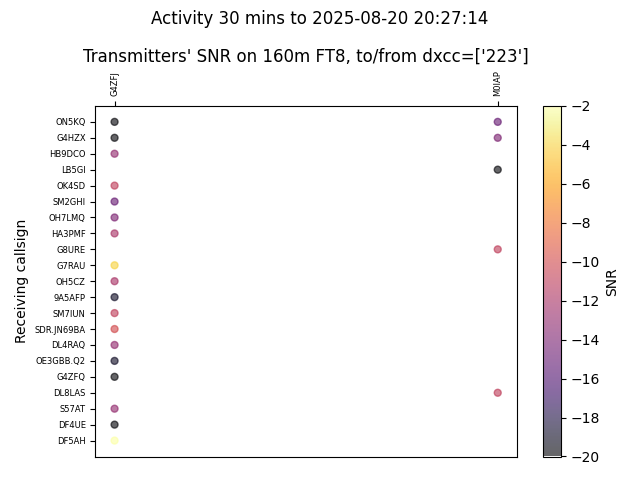 Activity 30 mins to 2025-08-20 20:27:14
Transmitters' SNR on 160m FT8, to/from dxcc=['223']
G4ZFJ
M0IAP
Receiving callsign
ON5KQ
G4HZX
HB9DCO
LB5GI
OK4SD
SM2GHI
OH7LMQ
HA3PMF
G8URE
G7RAU
OH5CZ
9A5AFP
SM7IUN
SDR.JN69BA
DL4RAQ
OE3GBB.Q2
G4ZFQ
DL8LAS
S57AT
DF4UE
DF5AH
−2
−4
−6
−8
−10
−12
−14
−16
−18
−20
SNR